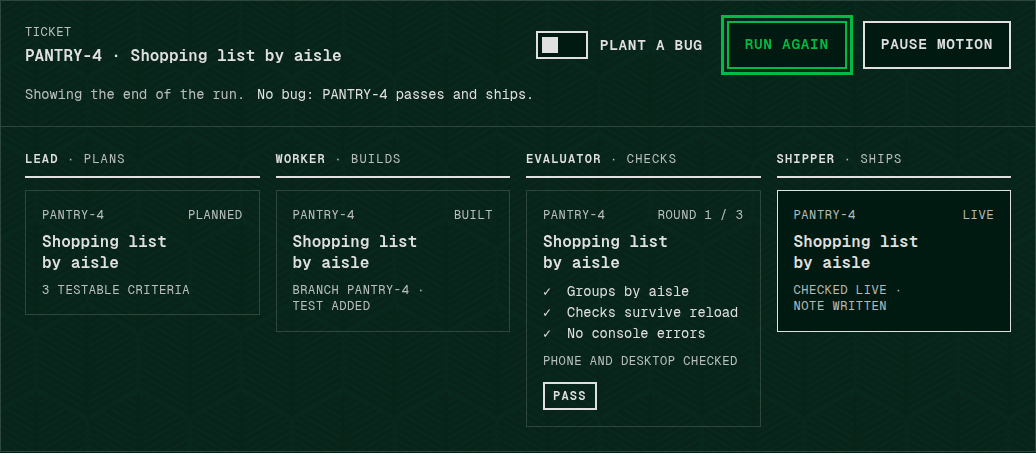 TICKET
PANTRY-4 · Shopping list by aisle
PLANT A BUG
RUN AGAIN
PAUSE MOTION
Showing the end of the run. No bug: PANTRY-4 passes and ships.
LEAD · PLANS
PANTRY-4 PLANNED
Shopping list
by aisle
3 TESTABLE CRITERIA
WORKER · BUILDS
PANTRY-4 BUILT
Shopping list
by aisle
BRANCH PANTRY-4 ·
TEST ADDED
EVALUATOR · CHECKS
PANTRY-4 ROUND 1 / 3
Shopping list
by aisle
✓ Groups by aisle
✓ Checks survive reload
✓ No console errors
PHONE AND DESKTOP CHECKED
PASS
SHIPPER · SHIPS
PANTRY-4 LIVE
Shopping list
by aisle
CHECKED LIVE ·
NOTE WRITTEN